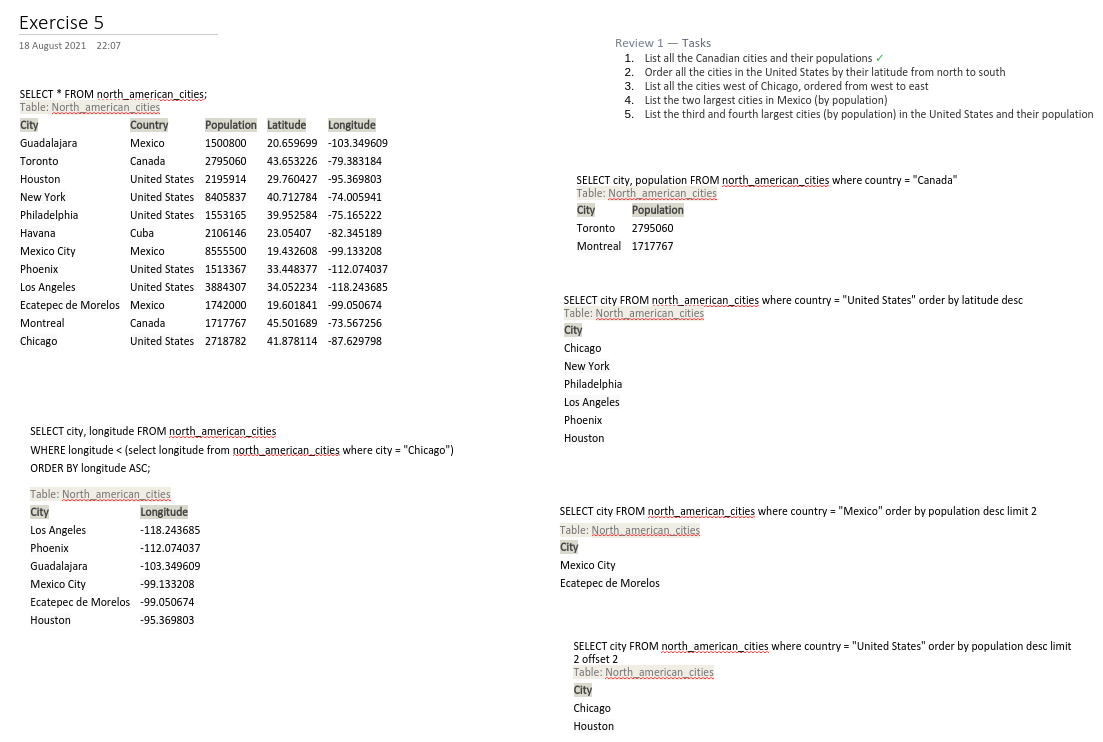 Exercise 5
18 August 2021 22:07
SELECT * FROM north_american_cities;
Table: North_american_cities
City Country Population Latitude Longitude
Guadalajara Mexico 1500800 20.659699 -103.349609
Toronto Canada 2795060 43.653226 -79.383184
Houston United States 2195914 29.760427 -95.369803
New York United States 8405837 40.712784 -74.005941
Philadelphia United States 1553165 39.952584 -75.165222
Havana Cuba 2106146 23.05407 -82.345189
Mexico City Mexico 8555500 19.432608 -99.133208
Phoenix United States 1513367 33.448377 -112.074037
Los Angeles United States 3884307 34.052234 -118.243685
Ecatepec de Morelos Mexico 1742000 19.601841 -99.050674
Montreal Canada 1717767 45.501689 -73.567256
Chicago United States 2718782 41.878114 -87.629798
SELECT city, longitude FROM north_american_cities
WHERE longitude < (select longitude from north_american_cities where city = "Chicago")
ORDER BY longitude ASC;
Table: North_american_cities
City Longitude
Los Angeles -118.243685
Phoenix -112.074037
Guadalajara -103.349609
Mexico City -99.133208
Ecatepec de Morelos -99.050674
Houston -95.369803
Review 1 — Tasks
1. List all the Canadian cities and their populations ✓
2. Order all the cities in the United States by their latitude from north to south
3. List all the cities west of Chicago, ordered from west to east
4. List the two largest cities in Mexico (by population)
5. List the third and fourth largest cities (by population) in the United States and their population
SELECT city, population FROM north_american_cities where country = "Canada"
Table: North_american_cities
City Population
Toronto 2795060
Montreal 1717767
SELECT city FROM north_american_cities where country = "United States" order by latitude desc
Table: North_american_cities
City
Chicago
New York
Philadelphia
Los Angeles
Phoenix
Houston
SELECT city FROM north_american_cities where country = "Mexico" order by population desc limit 2
Table: North_american_cities
City
Mexico City
Ecatepec de Morelos
SELECT city FROM north_american_cities where country = "United States" order by population desc limit
2 offset 2
Table: North_american_cities
City
Chicago
Houston